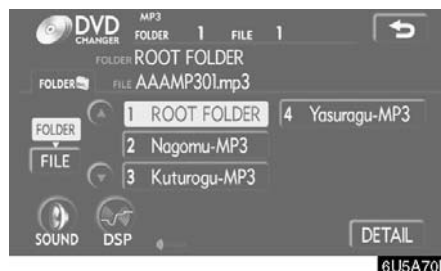 DVD CHANGER MP3 FOLDER 1 FILE 1
FOLDER ROOT FOLDER
FOLDER FILE AAAMP301.mp3
1 ROOT FOLDER 4 Yasuragu-MP3
FOLDER 2 Nagomu-MP3
FILE 3 Kuturogu-MP3
SOUND DSP DETAIL
6U5A70